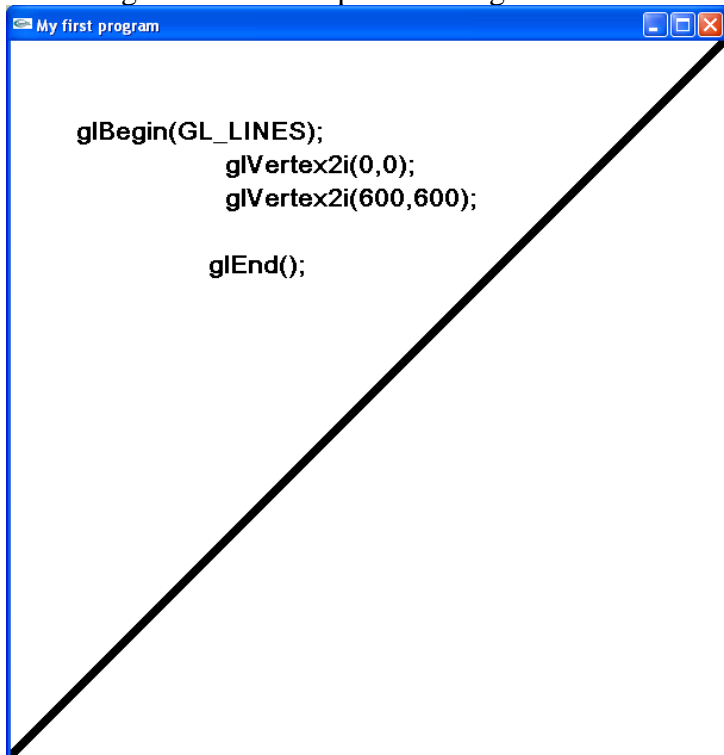 My first program
glBegin(GL_LINES);
glVertex2i(0,0);
glVertex2i(600,600);
glEnd();